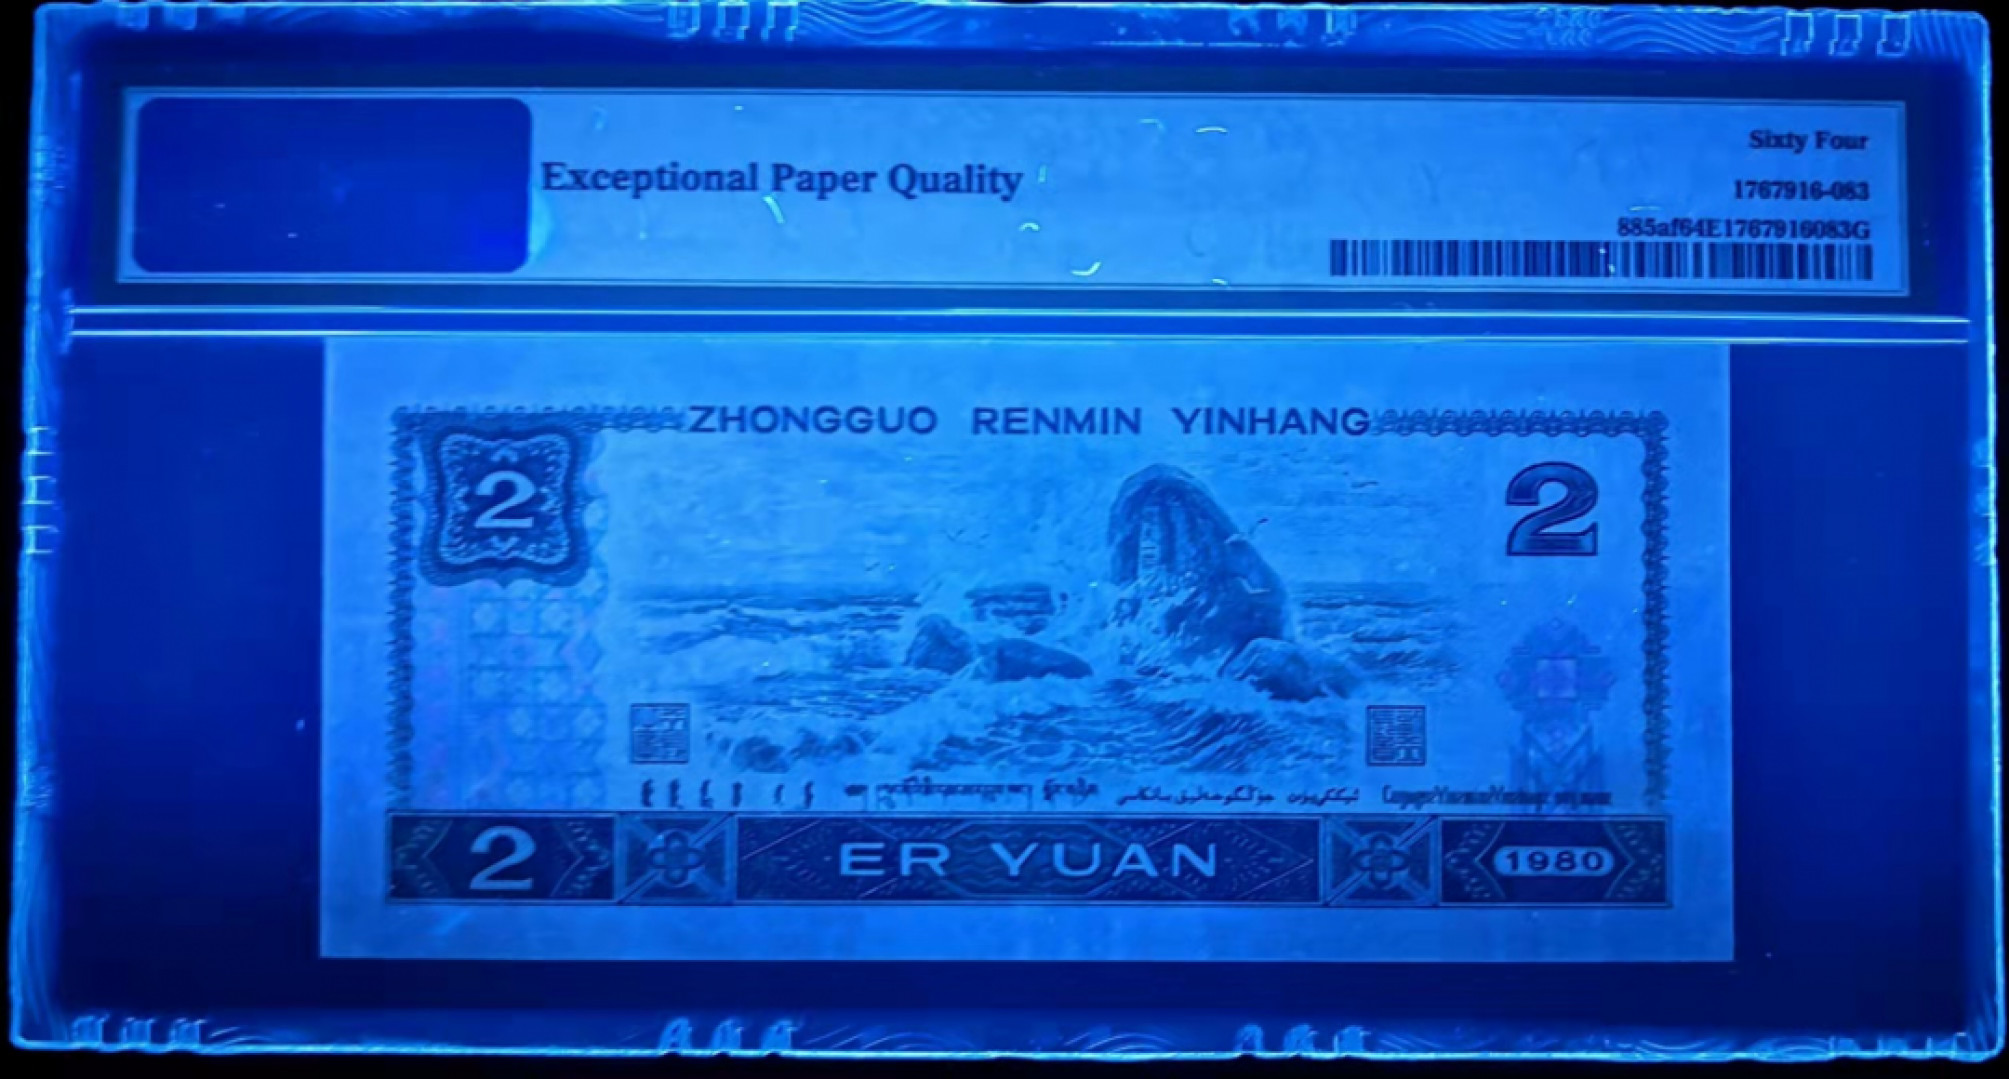 Sixty Four
Exceptional Paper Quality
1767916-083
885af64E1767916083G
ZHONGGUO RENMIN YINHANG
2
2
2 ER YUAN 1980